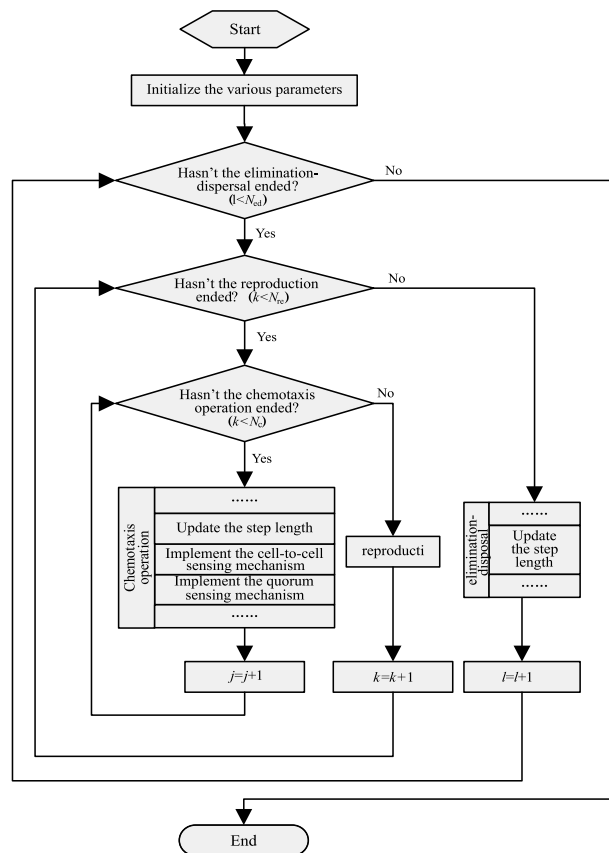 Start
Initialize the various parameters
Hasn't the elimination-
dispersal ended?
(l<Ned)
No
Yes
Hasn't the reproduction
ended? (k<Nre)
No
Yes
Hasn't the chemotaxis
operation ended?
(k<Nc)
No
Yes
Chemotaxis
operation
......
Update the step length
Implement the cell-to-cell
sensing mechanism
Implement the quorum
sensing mechanism
......
reproducti
elimination-
disposal
......
Update
the step
length
......
j=j+1
k=k+1
l=l+1
End